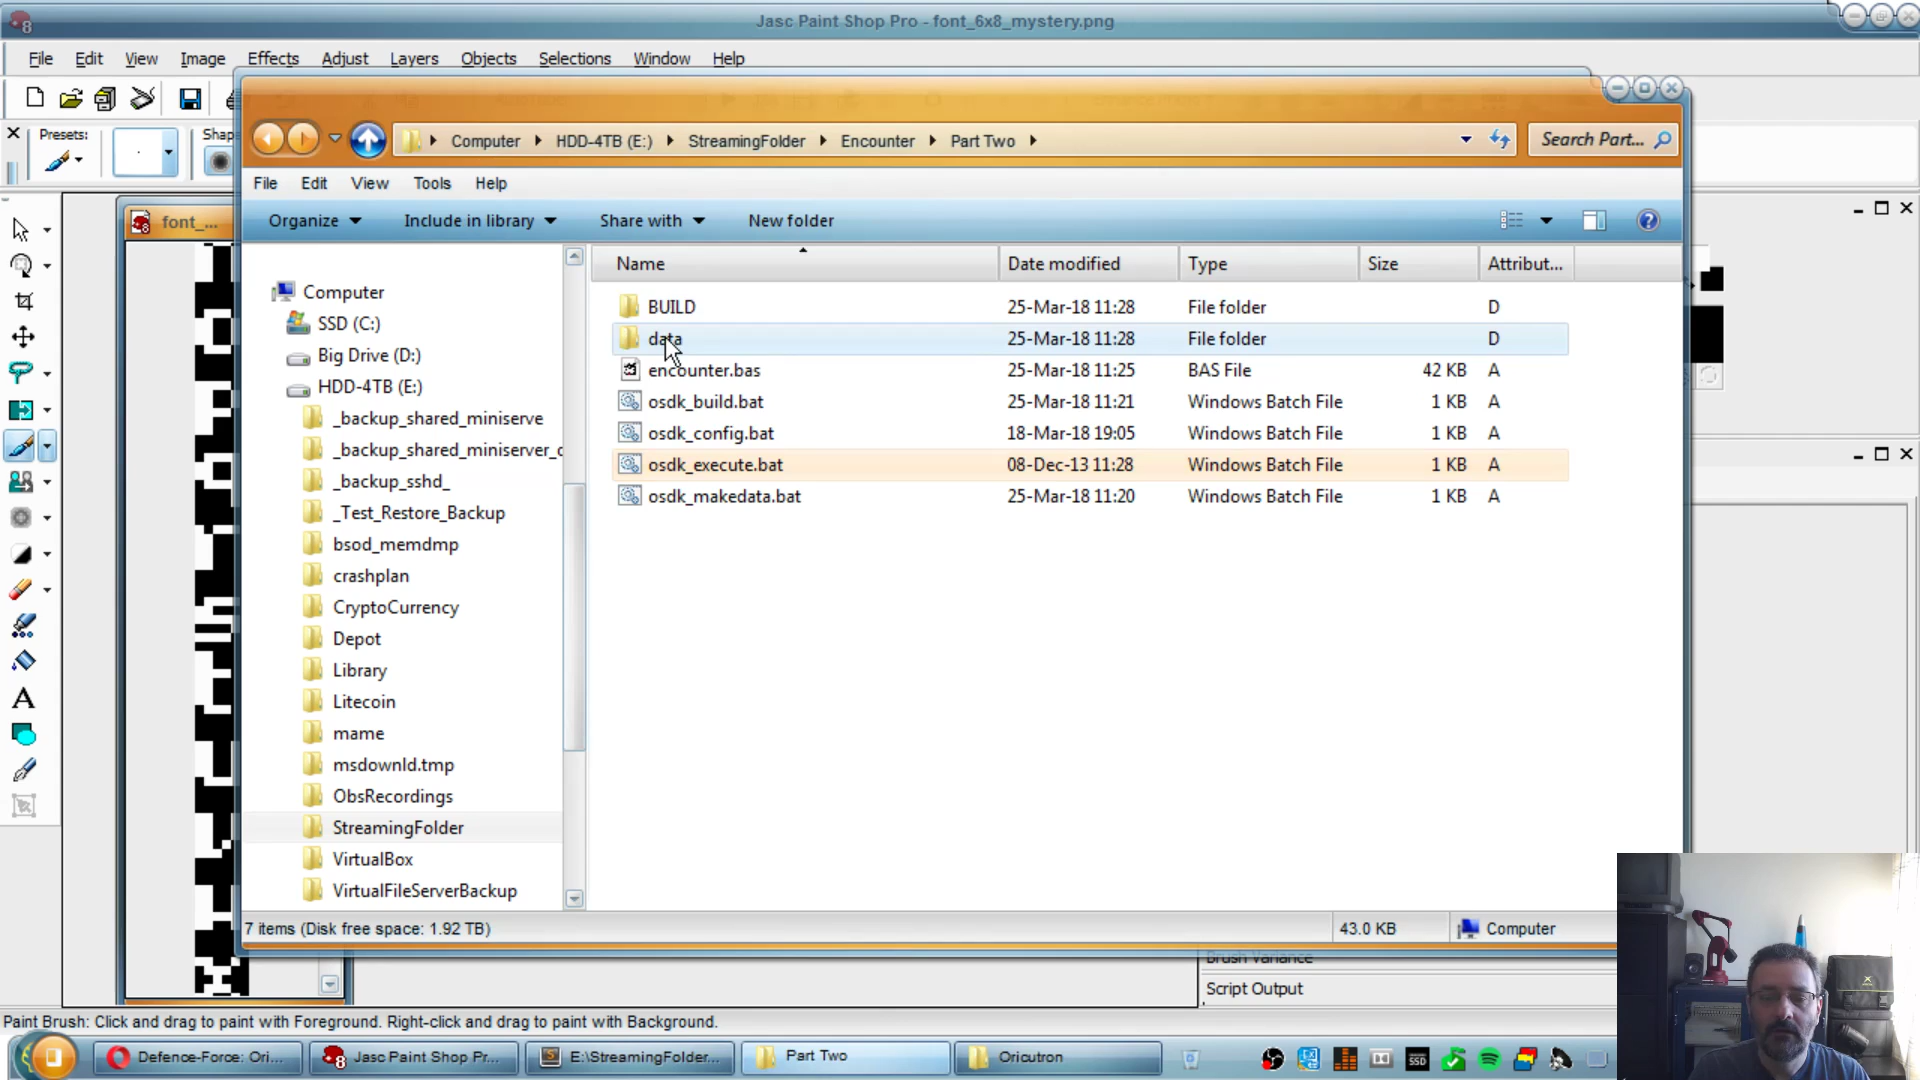 Jasc Paint Shop Pro - font_6x8_mystery.png
File Edit View Image Effects Adjust Layers Objects Selections Window Help
Presets:
Shap
font_...
Computer HDD-4TB (E:) StreamingFolder Encounter Part Two
Search Part...
File Edit View Tools Help
Organize Include in library Share with New folder
Name Date modified Type Size Attribut...
Computer
SSD (C:)
Big Drive (D:)
HDD-4TB (E:)
_backup_shared_miniserve
_backup_shared_miniserver_c
_backup_sshd_
_Test_Restore_Backup
bsod_memdmp
crashplan
CryptoCurrency
Depot
Library
Litecoin
mame
msdownld.tmp
ObsRecordings
StreamingFolder
VirtualBox
VirtualFileServerBackup
BUILD 25-Mar-18 11:28 File folder D
data 25-Mar-18 11:28 File folder D
encounter.bas 25-Mar-18 11:25 BAS File 42 KB A
osdk_build.bat 25-Mar-18 11:21 Windows Batch File 1 KB A
osdk_config.bat 18-Mar-18 19:05 Windows Batch File 1 KB A
osdk_execute.bat 08-Dec-13 11:28 Windows Batch File 1 KB A
osdk_makedata.bat 25-Mar-18 11:20 Windows Batch File 1 KB A
7 items (Disk free space: 1.92 TB) 43.0 KB Computer
Brush Variance
Script Output
Paint Brush: Click and drag to paint with Foreground. Right-click and drag to paint with Background.
Defence-Force: Ori... Jasc Paint Shop Pr... E:\StreamingFolder... Part Two Oricutron
SSD